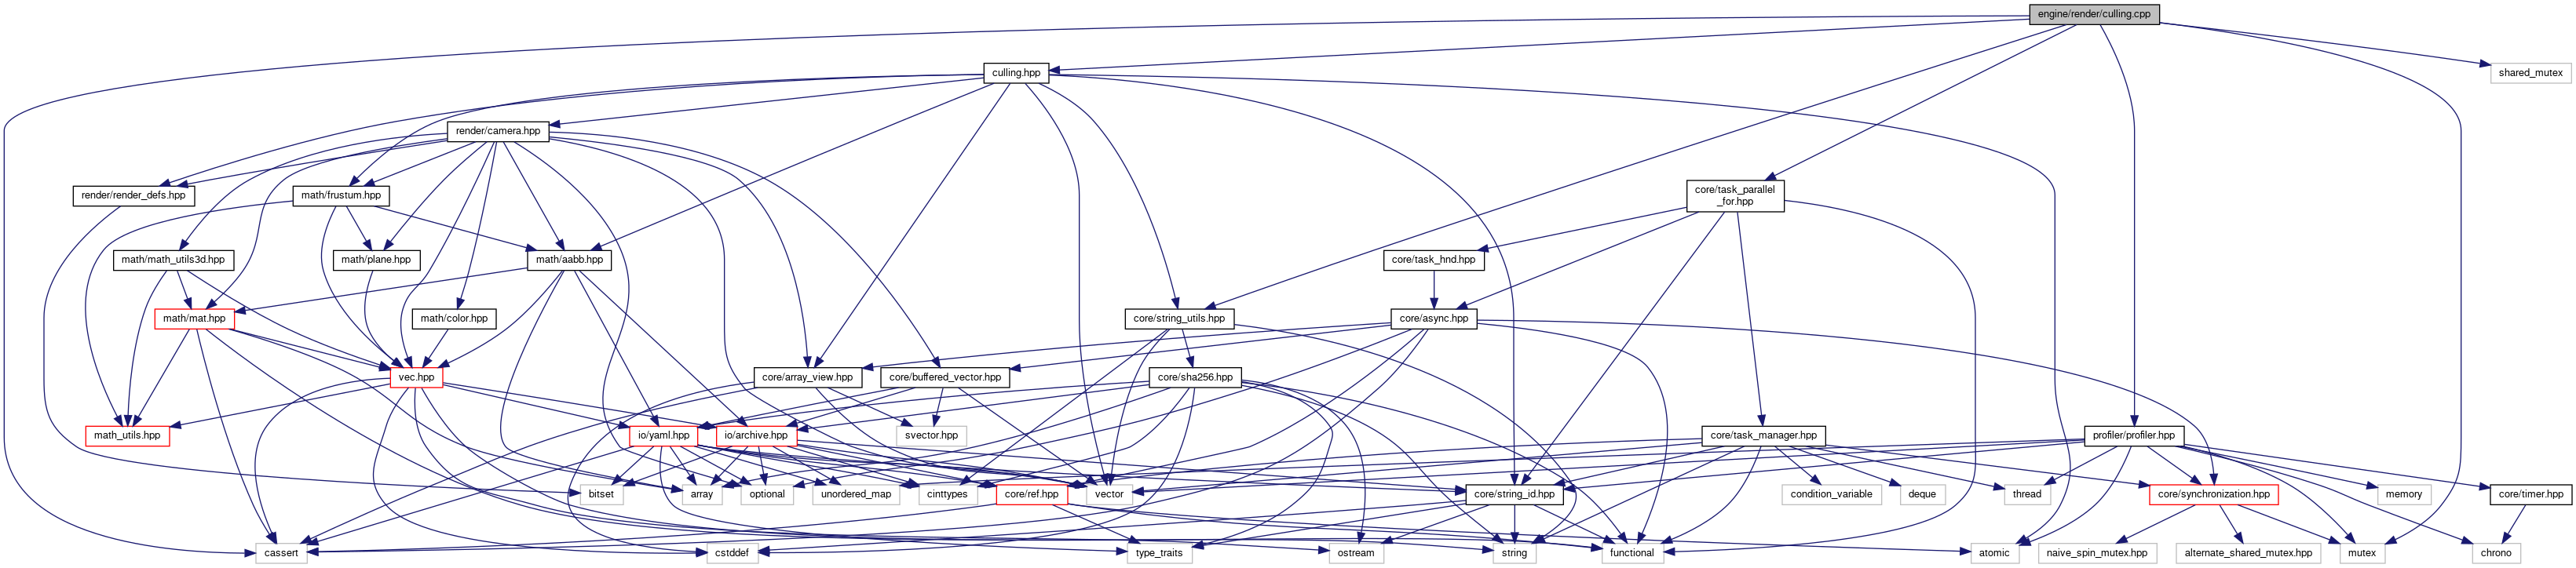 engine/render/culling.cpp
culling.hpp
shared_mutex
render/camera.hpp
render/render_defs.hpp
math/frustum.hpp
core/task_parallel
_for.hpp
math/math_utils3d.hpp
math/plane.hpp
math/aabb.hpp
core/task_hnd.hpp
math/mat.hpp
math/color.hpp
core/string_utils.hpp
core/async.hpp
vec.hpp
core/array_view.hpp
core/buffered_vector.hpp
core/sha256.hpp
math_utils.hpp
io/yaml.hpp
io/archive.hpp
svector.hpp
core/task_manager.hpp
profiler/profiler.hpp
bitset
array
optional
unordered_map
cinttypes
core/ref.hpp
vector
core/string_id.hpp
condition_variable
deque
thread
core/synchronization.hpp
memory
core/timer.hpp
cassert
cstddef
type_traits
ostream
string
functional
atomic
naive_spin_mutex.hpp
alternate_shared_mutex.hpp
mutex
chrono